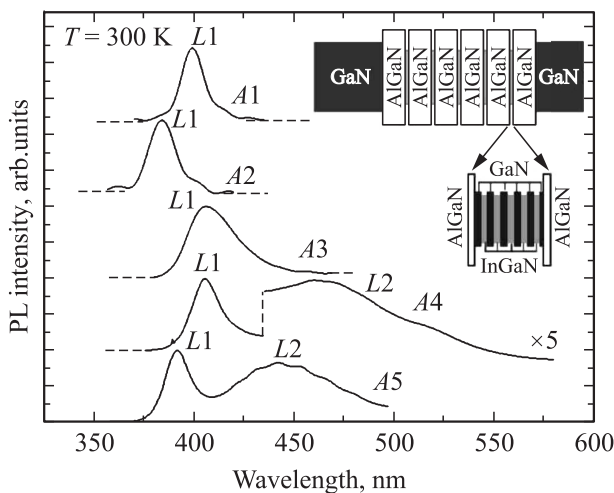 T = 300 K
L1
A1
L1
A2
L1
A3
L1
L2
A4
×5
L1
L2
A5
GaN
AlGaN
AlGaN
AlGaN
AlGaN
AlGaN
AlGaN
GaN
GaN
AlGaN
AlGaN
InGaN
PL intensity, arb.units
350 400 450 500 550 600
Wavelength, nm